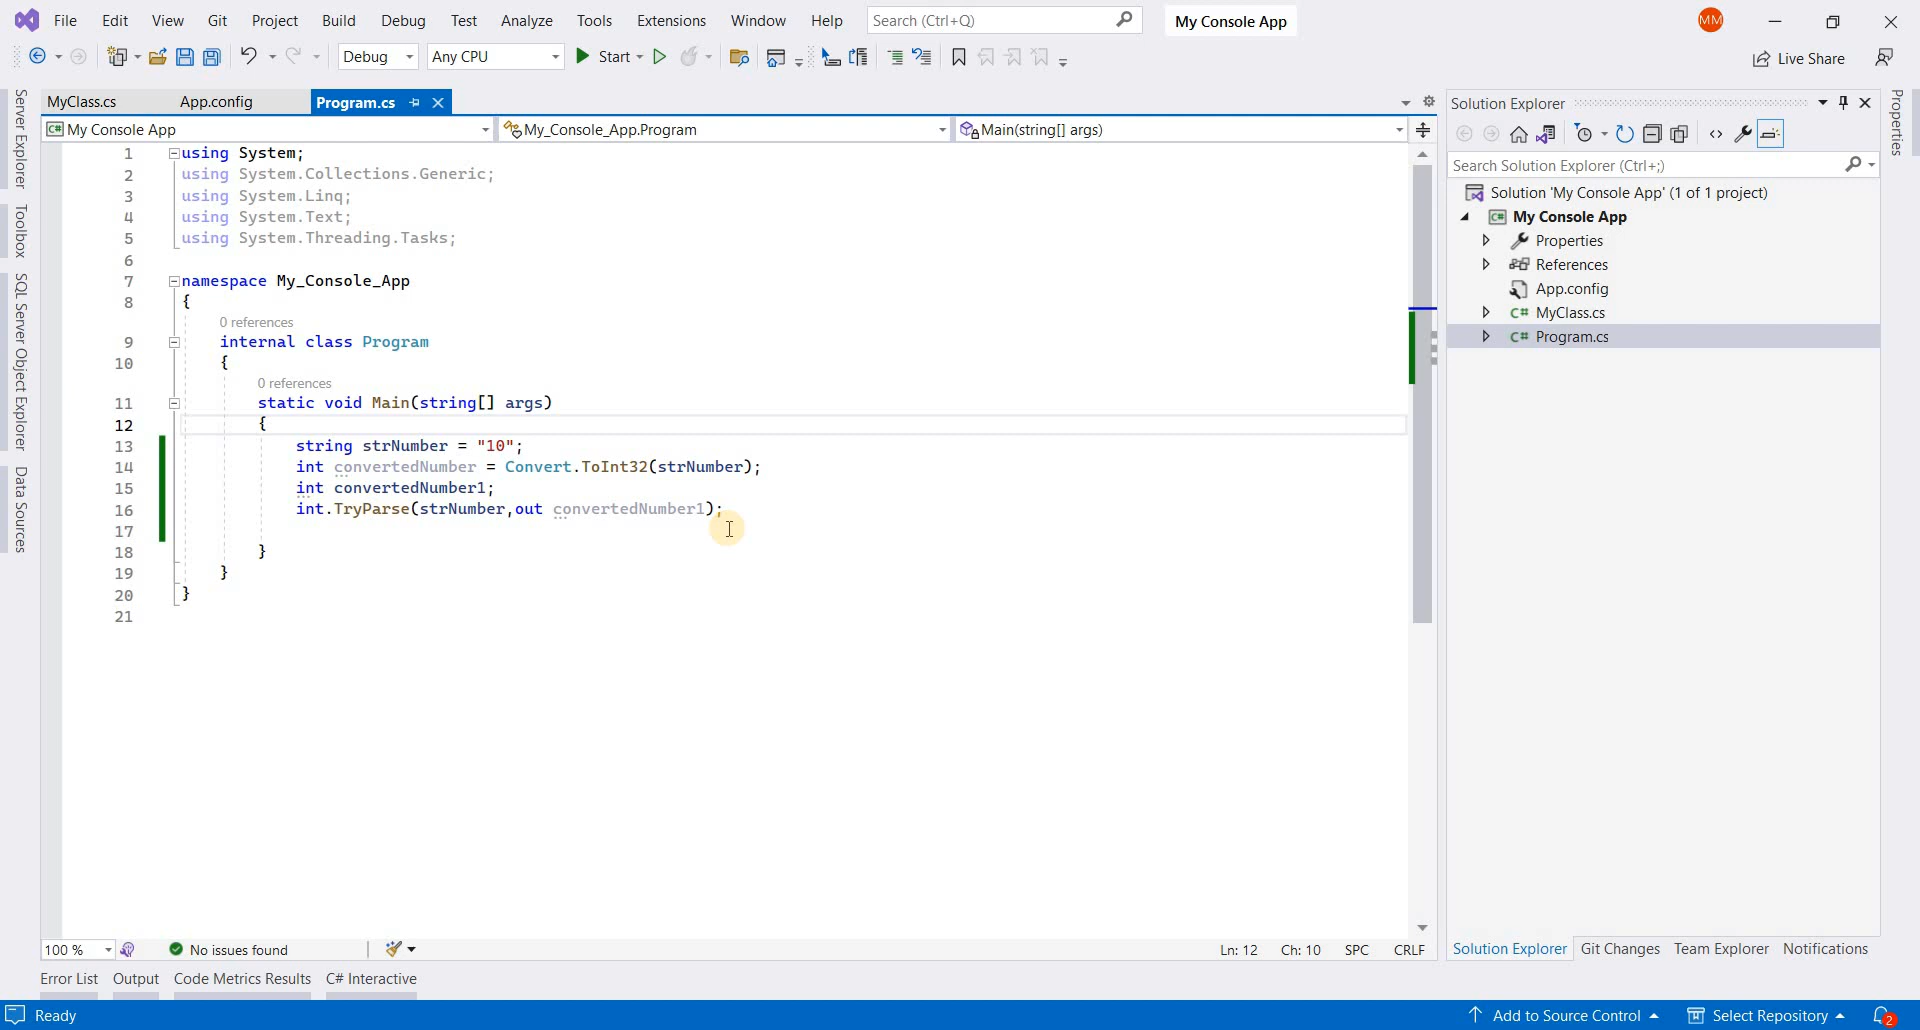 File Edit View Git Project Build Debug Test Analyze Tools Extensions Window Help Search (Ctrl+Q) My Console App MM
Debug Any CPU Start Live Share
MyClass.cs App.config Program.cs
My Console App My_Console_App.Program Main(string[] args)
1 using System;
2 using System.Collections.Generic;
3 using System.Linq;
4 using System.Text;
5 using System.Threading.Tasks;
6
7 namespace My_Console_App
8 {
0 references
9 internal class Program
10 {
0 references
11 static void Main(string[] args)
12 {
13 string strNumber = "10";
14 int convertedNumber = Convert.ToInt32(strNumber);
15 int convertedNumber1;
16 int.TryParse(strNumber,out convertedNumber1);
17
18 }
19 }
20 }
21
Server Explorer
Toolbox
SQL Server Object Explorer
Data Sources
Solution Explorer
Search Solution Explorer (Ctrl+;)
Solution 'My Console App' (1 of 1 project)
C# My Console App
Properties
References
App.config
C# MyClass.cs
C# Program.cs
Properties
100 % No issues found Ln: 12 Ch: 10 SPC CRLF
Solution Explorer Git Changes Team Explorer Notifications
Error List Output Code Metrics Results C# Interactive
Ready Add to Source Control Select Repository 2